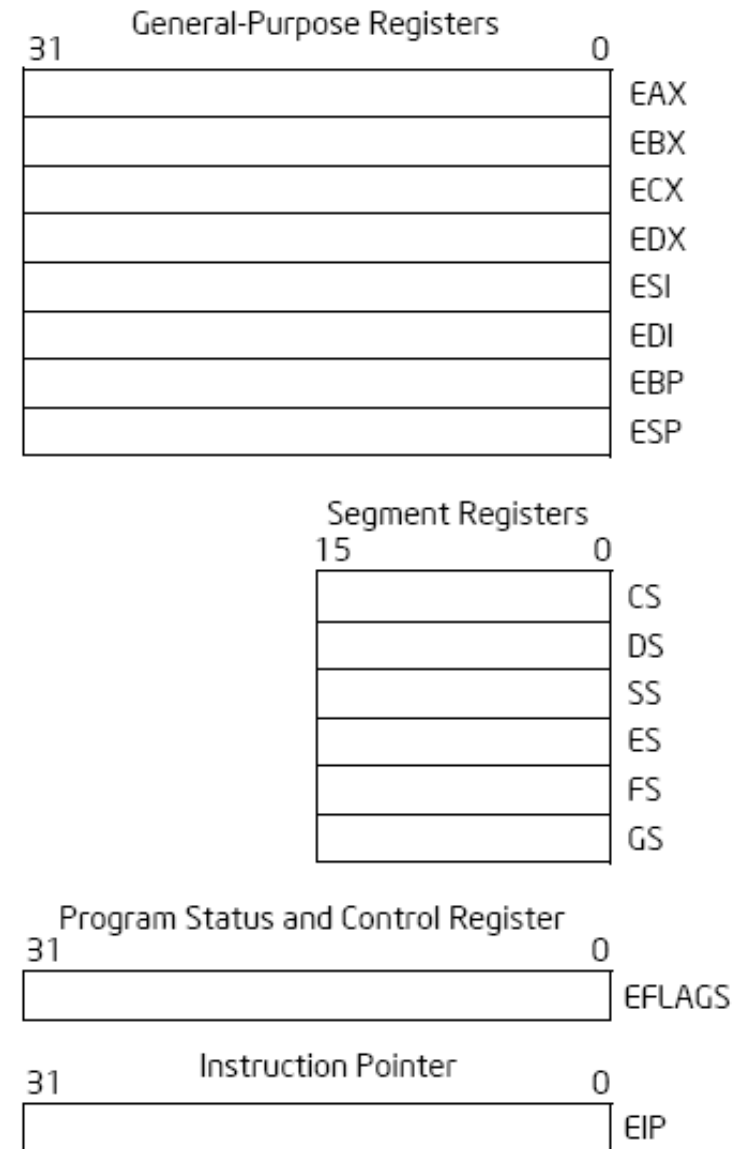 General-Purpose Registers
31 0
EAX
EBX
ECX
EDX
ESI
EDI
EBP
ESP
Segment Registers
15 0
CS
DS
SS
ES
FS
GS
Program Status and Control Register
31 0
EFLAGS
Instruction Pointer
31 0
EIP